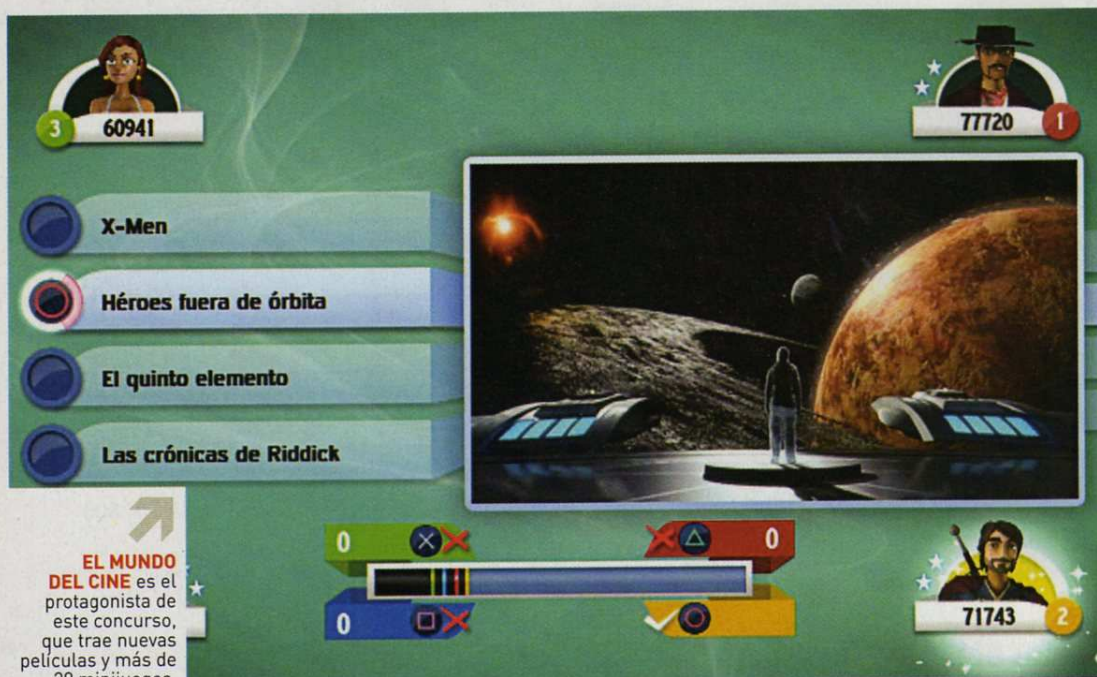 60941
3
77720
1
X-Men
Héroes fuera de órbita
El quinto elemento
Las crónicas de Riddick
0
0
0
71743
2
EL MUNDO
DEL CINE es el
protagonista de
este concurso,
que trae nuevas
películas y más de
minijuegos